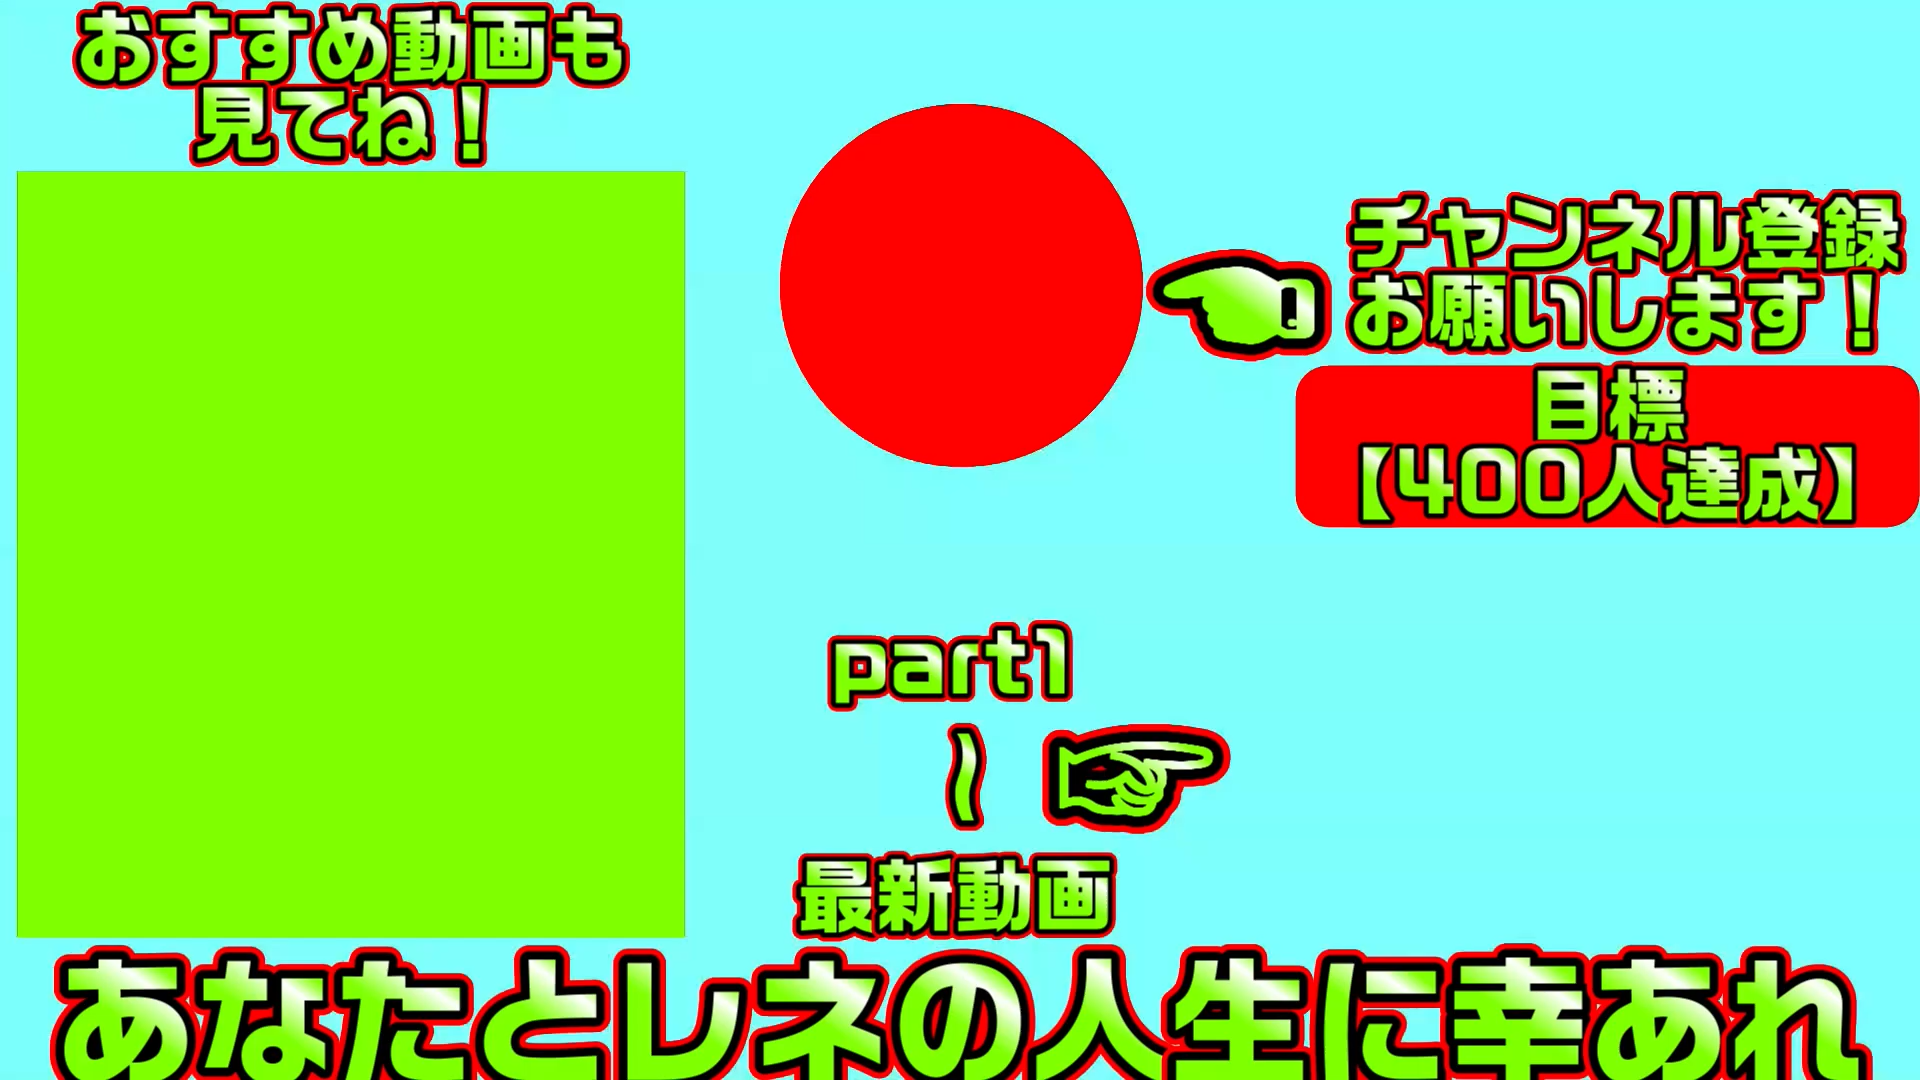 おすすめ動画も
見てね！
チャンネル登録
お願いします！
目標
【400人達成】
part1
～
最新動画
あなたとレネの人生に幸あれ